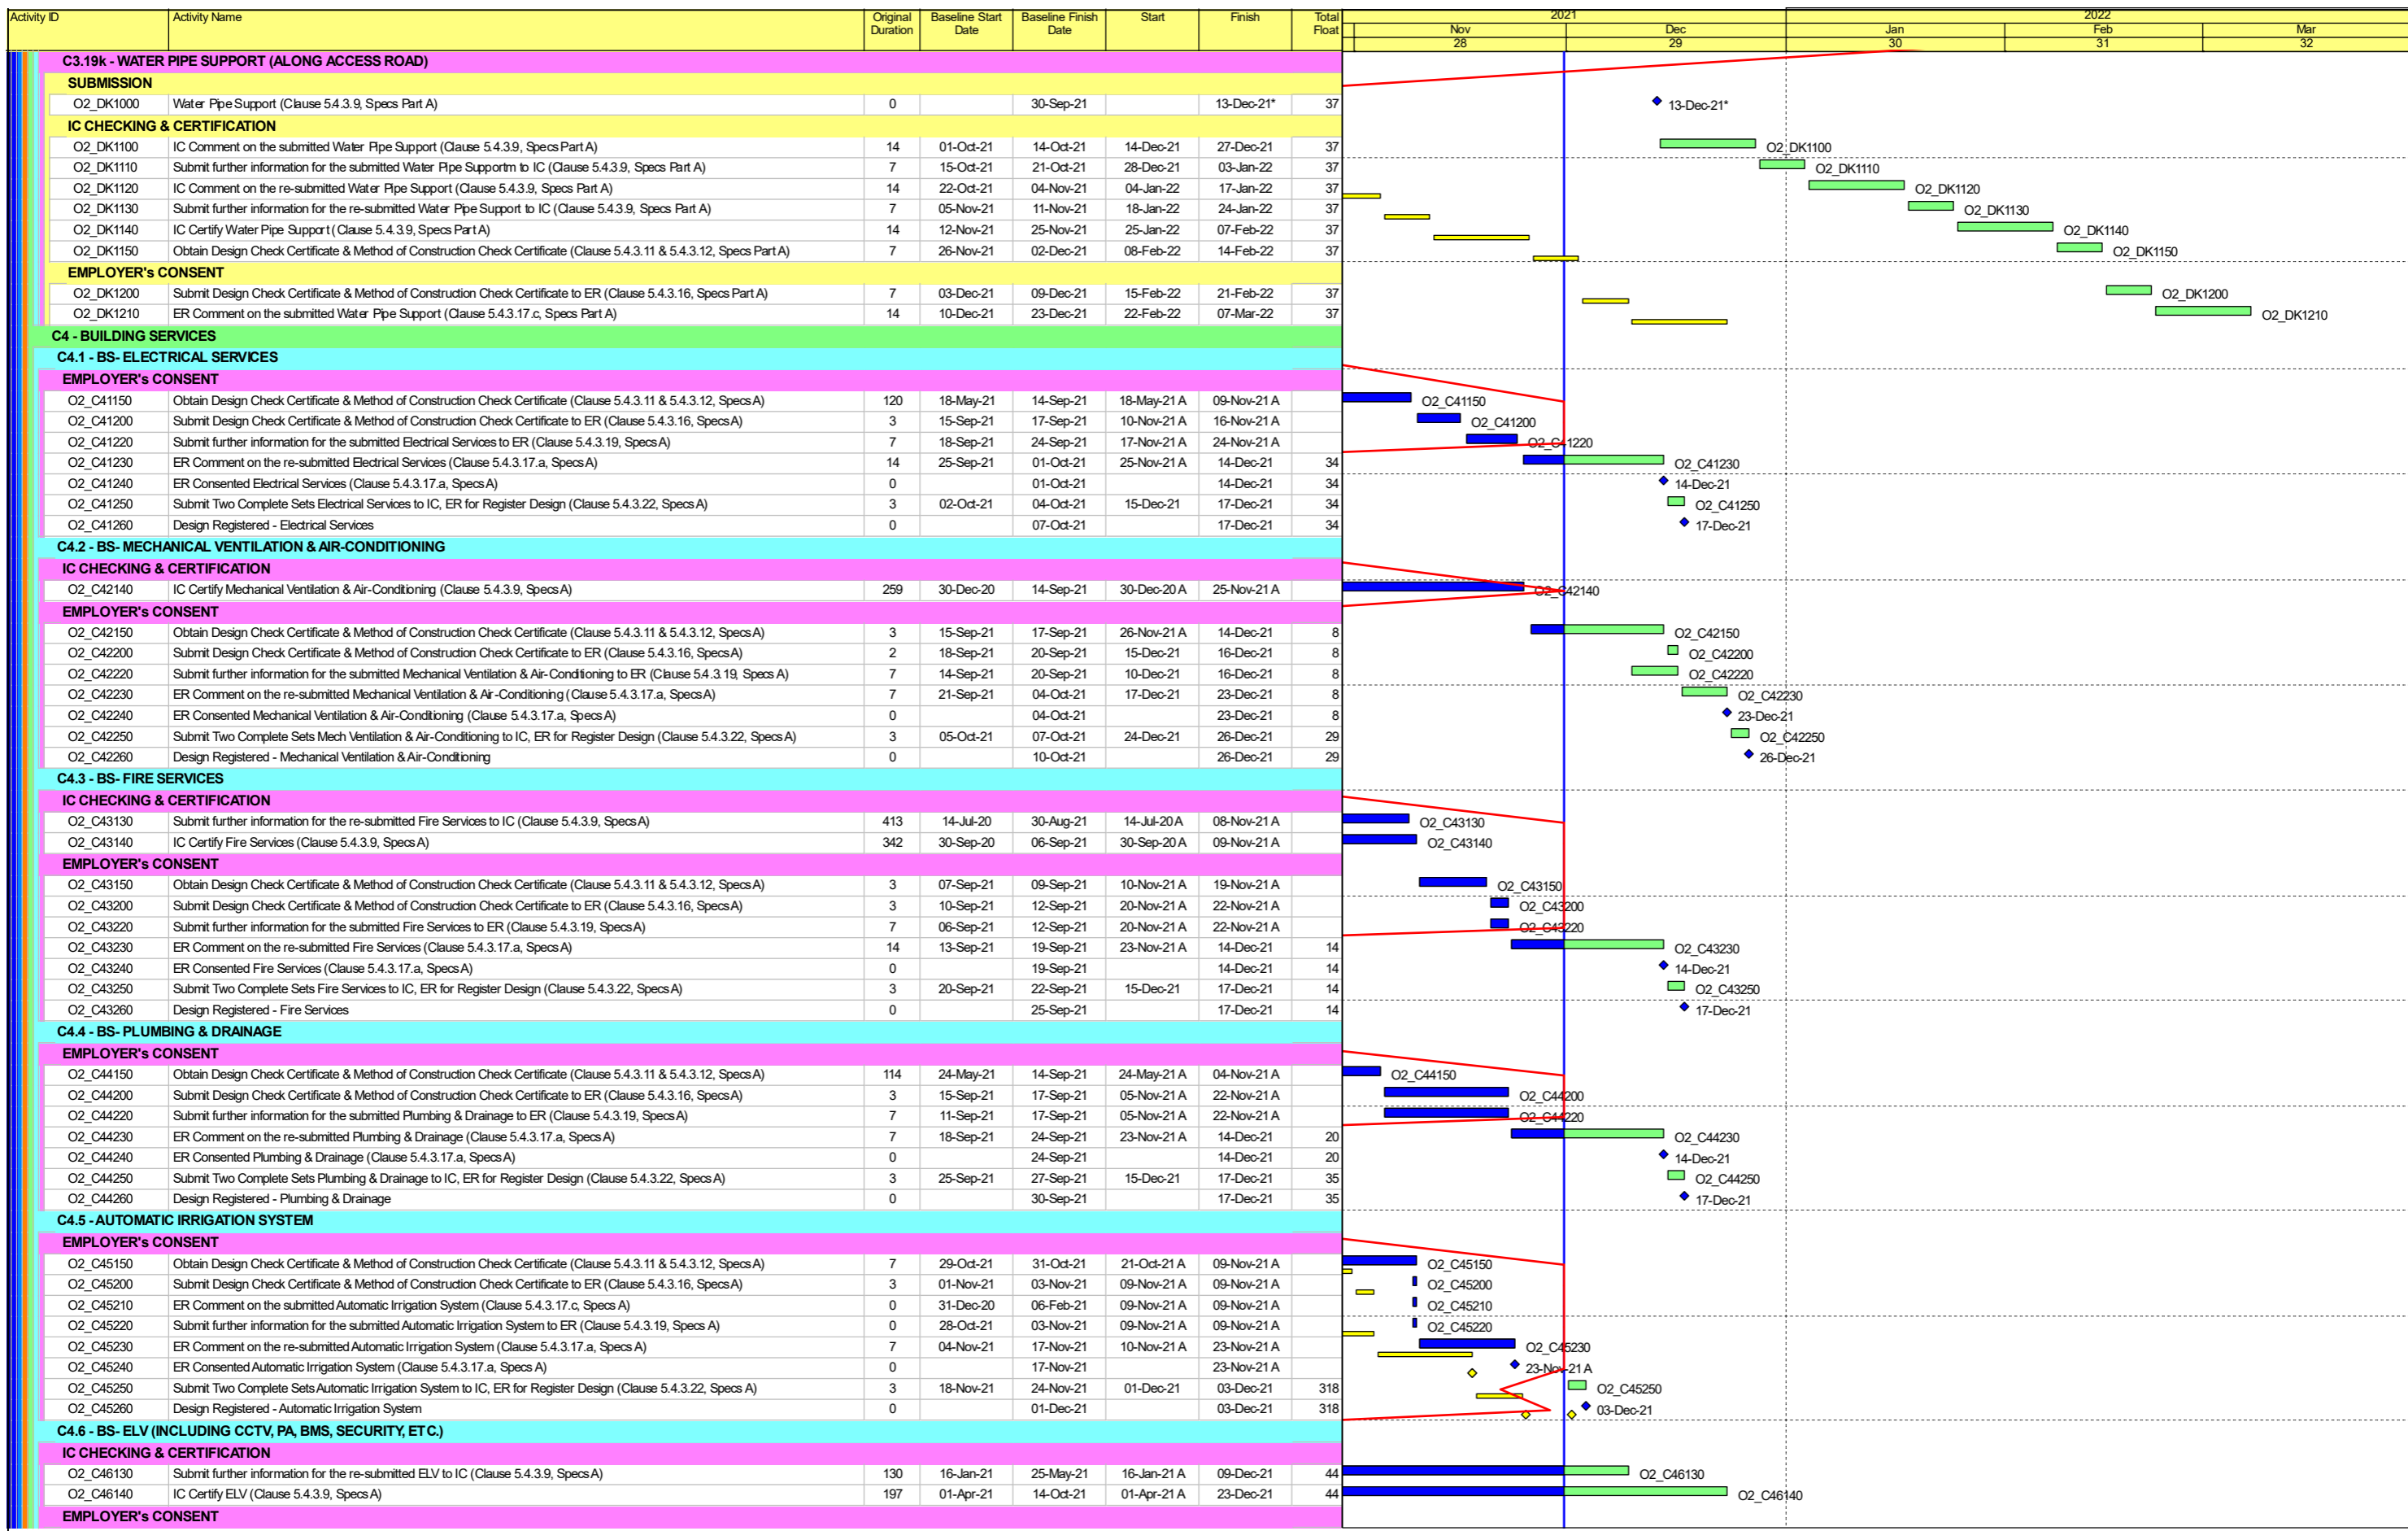 Activity ID Activity Name Original Duration Baseline Start Date Baseline Finish Date Start Finish Total Float 2021 2022
Nov Dec Jan Feb Mar
28 29 30 31 32
C3.19k - WATER PIPE SUPPORT (ALONG ACCESS ROAD)
SUBMISSION
O2_DK1000 Water Pipe Support (Clause 5.4.3.9, Specs Part A) 0 30-Sep-21 13-Dec-21* 37 13-Dec-21*
IC CHECKING & CERTIFICATION
O2_DK1100 IC Comment on the submitted Water Pipe Support (Clause 5.4.3.9, Specs Part A) 14 01-Oct-21 14-Oct-21 14-Dec-21 27-Dec-21 37 O2_DK1100
O2_DK1110 Submit further information for the submitted Water Pipe Supportm to IC (Clause 5.4.3.9, Specs Part A) 7 15-Oct-21 21-Oct-21 28-Dec-21 03-Jan-22 37 O2_DK1110
O2_DK1120 IC Comment on the re-submitted Water Pipe Support (Clause 5.4.3.9, Specs Part A) 14 22-Oct-21 04-Nov-21 04-Jan-22 17-Jan-22 37 O2_DK1120
O2_DK1130 Submit further information for the re-submitted Water Pipe Support to IC (Clause 5.4.3.9, Specs Part A) 7 05-Nov-21 11-Nov-21 18-Jan-22 24-Jan-22 37 O2_DK1130
O2_DK1140 IC Certify Water Pipe Support (Clause 5.4.3.9, Specs Part A) 14 12-Nov-21 25-Nov-21 25-Jan-22 07-Feb-22 37 O2_DK1140
O2_DK1150 Obtain Design Check Certificate & Method of Construction Check Certificate (Clause 5.4.3.11 & 5.4.3.12, Specs Part A) 7 26-Nov-21 02-Dec-21 08-Feb-22 14-Feb-22 37 O2_DK1150
EMPLOYER's CONSENT
O2_DK1200 Submit Design Check Certificate & Method of Construction Check Certificate to ER (Clause 5.4.3.16, Specs Part A) 7 03-Dec-21 09-Dec-21 15-Feb-22 21-Feb-22 37 O2_DK1200
O2_DK1210 ER Comment on the submitted Water Pipe Support (Clause 5.4.3.17.c, Specs Part A) 14 10-Dec-21 23-Dec-21 22-Feb-22 07-Mar-22 37 O2_DK1210
C4 - BUILDING SERVICES
C4.1 - BS- ELECTRICAL SERVICES
EMPLOYER's CONSENT
O2_C41150 Obtain Design Check Certificate & Method of Construction Check Certificate (Clause 5.4.3.11 & 5.4.3.12, Specs A) 120 18-May-21 14-Sep-21 18-May-21 A 09-Nov-21 A O2_C41150
O2_C41200 Submit Design Check Certificate & Method of Construction Check Certificate to ER (Clause 5.4.3.16, Specs A) 3 15-Sep-21 17-Sep-21 10-Nov-21 A 16-Nov-21 A O2_C41200
O2_C41220 Submit further information for the submitted Electrical Services to ER (Clause 5.4.3.19, Specs A) 7 18-Sep-21 24-Sep-21 17-Nov-21 A 24-Nov-21 A O2_C41220
O2_C41230 ER Comment on the re-submitted Electrical Services (Clause 5.4.3.17.a, Specs A) 14 25-Sep-21 01-Oct-21 25-Nov-21 A 14-Dec-21 34 O2_C41230
O2_C41240 ER Consented Electrical Services (Clause 5.4.3.17.a, Specs A) 0 01-Oct-21 14-Dec-21 34 14-Dec-21
O2_C41250 Submit Two Complete Sets Electrical Services to IC, ER for Register Design (Clause 5.4.3.22, Specs A) 3 02-Oct-21 04-Oct-21 15-Dec-21 17-Dec-21 34 O2_C41250
O2_C41260 Design Registered - Electrical Services 0 07-Oct-21 17-Dec-21 34 17-Dec-21
C4.2 - BS- MECHANICAL VENTILATION & AIR-CONDITIONING
IC CHECKING & CERTIFICATION
O2_C42140 IC Certify Mechanical Ventilation & Air-Conditioning (Clause 5.4.3.9, Specs A) 259 30-Dec-20 14-Sep-21 30-Dec-20 A 25-Nov-21 A O2_C42140
EMPLOYER's CONSENT
O2_C42150 Obtain Design Check Certificate & Method of Construction Check Certificate (Clause 5.4.3.11 & 5.4.3.12, Specs A) 3 15-Sep-21 17-Sep-21 26-Nov-21 A 14-Dec-21 8 O2_C42150
O2_C42200 Submit Design Check Certificate & Method of Construction Check Certificate to ER (Clause 5.4.3.16, Specs A) 2 18-Sep-21 20-Sep-21 15-Dec-21 16-Dec-21 8 O2_C42200
O2_C42220 Submit further information for the submitted Mechanical Ventilation & Air-Conditioning to ER (Clause 5.4.3.19, Specs A) 7 14-Sep-21 20-Sep-21 10-Dec-21 16-Dec-21 8 O2_C42220
O2_C42230 ER Comment on the re-submitted Mechanical Ventilation & Air-Conditioning (Clause 5.4.3.17.a, Specs A) 7 21-Sep-21 04-Oct-21 17-Dec-21 23-Dec-21 8 O2_C42230
O2_C42240 ER Consented Mechanical Ventilation & Air-Conditioning (Clause 5.4.3.17.a, Specs A) 0 04-Oct-21 23-Dec-21 8 23-Dec-21
O2_C42250 Submit Two Complete Sets Mech Ventilation & Air-Conditioning to IC, ER for Register Design (Clause 5.4.3.22, Specs A) 3 05-Oct-21 07-Oct-21 24-Dec-21 26-Dec-21 29 O2_C42250
O2_C42260 Design Registered - Mechanical Ventilation & Air-Conditioning 0 10-Oct-21 26-Dec-21 29 26-Dec-21
C4.3 - BS- FIRE SERVICES
IC CHECKING & CERTIFICATION
O2_C43130 Submit further information for the re-submitted Fire Services to IC (Clause 5.4.3.9, Specs A) 413 14-Jul-20 30-Aug-21 14-Jul-20 A 08-Nov-21 A O2_C43130
O2_C43140 IC Certify Fire Services (Clause 5.4.3.9, Specs A) 342 30-Sep-20 06-Sep-21 30-Sep-20 A 09-Nov-21 A O2_C43140
EMPLOYER's CONSENT
O2_C43150 Obtain Design Check Certificate & Method of Construction Check Certificate (Clause 5.4.3.11 & 5.4.3.12, Specs A) 3 07-Sep-21 09-Sep-21 10-Nov-21 A 19-Nov-21 A O2_C43150
O2_C43200 Submit Design Check Certificate & Method of Construction Check Certificate to ER (Clause 5.4.3.16, Specs A) 3 10-Sep-21 12-Sep-21 20-Nov-21 A 22-Nov-21 A O2_C43200
O2_C43220 Submit further information for the submitted Fire Services to ER (Clause 5.4.3.19, Specs A) 7 06-Sep-21 12-Sep-21 20-Nov-21 A 22-Nov-21 A O2_C43220
O2_C43230 ER Comment on the re-submitted Fire Services (Clause 5.4.3.17.a, Specs A) 14 13-Sep-21 19-Sep-21 23-Nov-21 A 14-Dec-21 14 O2_C43230
O2_C43240 ER Consented Fire Services (Clause 5.4.3.17.a, Specs A) 0 19-Sep-21 14-Dec-21 14 14-Dec-21
O2_C43250 Submit Two Complete Sets Fire Services to IC, ER for Register Design (Clause 5.4.3.22, Specs A) 3 20-Sep-21 22-Sep-21 15-Dec-21 17-Dec-21 14 O2_C43250
O2_C43260 Design Registered - Fire Services 0 25-Sep-21 17-Dec-21 14 17-Dec-21
C4.4 - BS- PLUMBING & DRAINAGE
EMPLOYER's CONSENT
O2_C44150 Obtain Design Check Certificate & Method of Construction Check Certificate (Clause 5.4.3.11 & 5.4.3.12, Specs A) 114 24-May-21 14-Sep-21 24-May-21 A 04-Nov-21 A O2_C44150
O2_C44200 Submit Design Check Certificate & Method of Construction Check Certificate to ER (Clause 5.4.3.16, Specs A) 3 15-Sep-21 17-Sep-21 05-Nov-21 A 22-Nov-21 A O2_C44200
O2_C44220 Submit further information for the submitted Plumbing & Drainage to ER (Clause 5.4.3.19, Specs A) 7 11-Sep-21 17-Sep-21 05-Nov-21 A 22-Nov-21 A O2_C44220
O2_C44230 ER Comment on the re-submitted Plumbing & Drainage (Clause 5.4.3.17.a, Specs A) 7 18-Sep-21 24-Sep-21 23-Nov-21 A 14-Dec-21 20 O2_C44230
O2_C44240 ER Consented Plumbing & Drainage (Clause 5.4.3.17.a, Specs A) 0 24-Sep-21 14-Dec-21 20 14-Dec-21
O2_C44250 Submit Two Complete Sets Plumbing & Drainage to IC, ER for Register Design (Clause 5.4.3.22, Specs A) 3 25-Sep-21 27-Sep-21 15-Dec-21 17-Dec-21 35 O2_C44250
O2_C44260 Design Registered - Plumbing & Drainage 0 30-Sep-21 17-Dec-21 35 17-Dec-21
C4.5 - AUTOMATIC IRRIGATION SYSTEM
EMPLOYER's CONSENT
O2_C45150 Obtain Design Check Certificate & Method of Construction Check Certificate (Clause 5.4.3.11 & 5.4.3.12, Specs A) 7 29-Oct-21 31-Oct-21 21-Oct-21 A 09-Nov-21 A O2_C45150
O2_C45200 Submit Design Check Certificate & Method of Construction Check Certificate to ER (Clause 5.4.3.16, Specs A) 3 01-Nov-21 03-Nov-21 09-Nov-21 A 09-Nov-21 A O2_C45200
O2_C45210 ER Comment on the submitted Automatic Irrigation System (Clause 5.4.3.17.c, Specs A) 0 31-Dec-20 06-Feb-21 09-Nov-21 A 09-Nov-21 A O2_C45210
O2_C45220 Submit further information for the submitted Automatic Irrigation System to ER (Clause 5.4.3.19, Specs A) 0 28-Oct-21 03-Nov-21 09-Nov-21 A 09-Nov-21 A O2_C45220
O2_C45230 ER Comment on the re-submitted Automatic Irrigation System (Clause 5.4.3.17.a, Specs A) 7 04-Nov-21 17-Nov-21 10-Nov-21 A 23-Nov-21 A O2_C45230
O2_C45240 ER Consented Automatic Irrigation System (Clause 5.4.3.17.a, Specs A) 0 17-Nov-21 23-Nov-21 A 23-Nov-21 A
O2_C45250 Submit Two Complete Sets Automatic Irrigation System to IC, ER for Register Design (Clause 5.4.3.22, Specs A) 3 18-Nov-21 24-Nov-21 01-Dec-21 03-Dec-21 318 O2_C45250
O2_C45260 Design Registered - Automatic Irrigation System 0 01-Dec-21 03-Dec-21 318 03-Dec-21
C4.6 - BS- ELV (INCLUDING CCTV, PA, BMS, SECURITY, ETC.)
IC CHECKING & CERTIFICATION
O2_C46130 Submit further information for the re-submitted ELV to IC (Clause 5.4.3.9, Specs A) 130 16-Jan-21 25-May-21 16-Jan-21 A 09-Dec-21 44 O2_C46130
O2_C46140 IC Certify ELV (Clause 5.4.3.9, Specs A) 197 01-Apr-21 14-Oct-21 01-Apr-21 A 23-Dec-21 44 O2_C46140
EMPLOYER's CONSENT